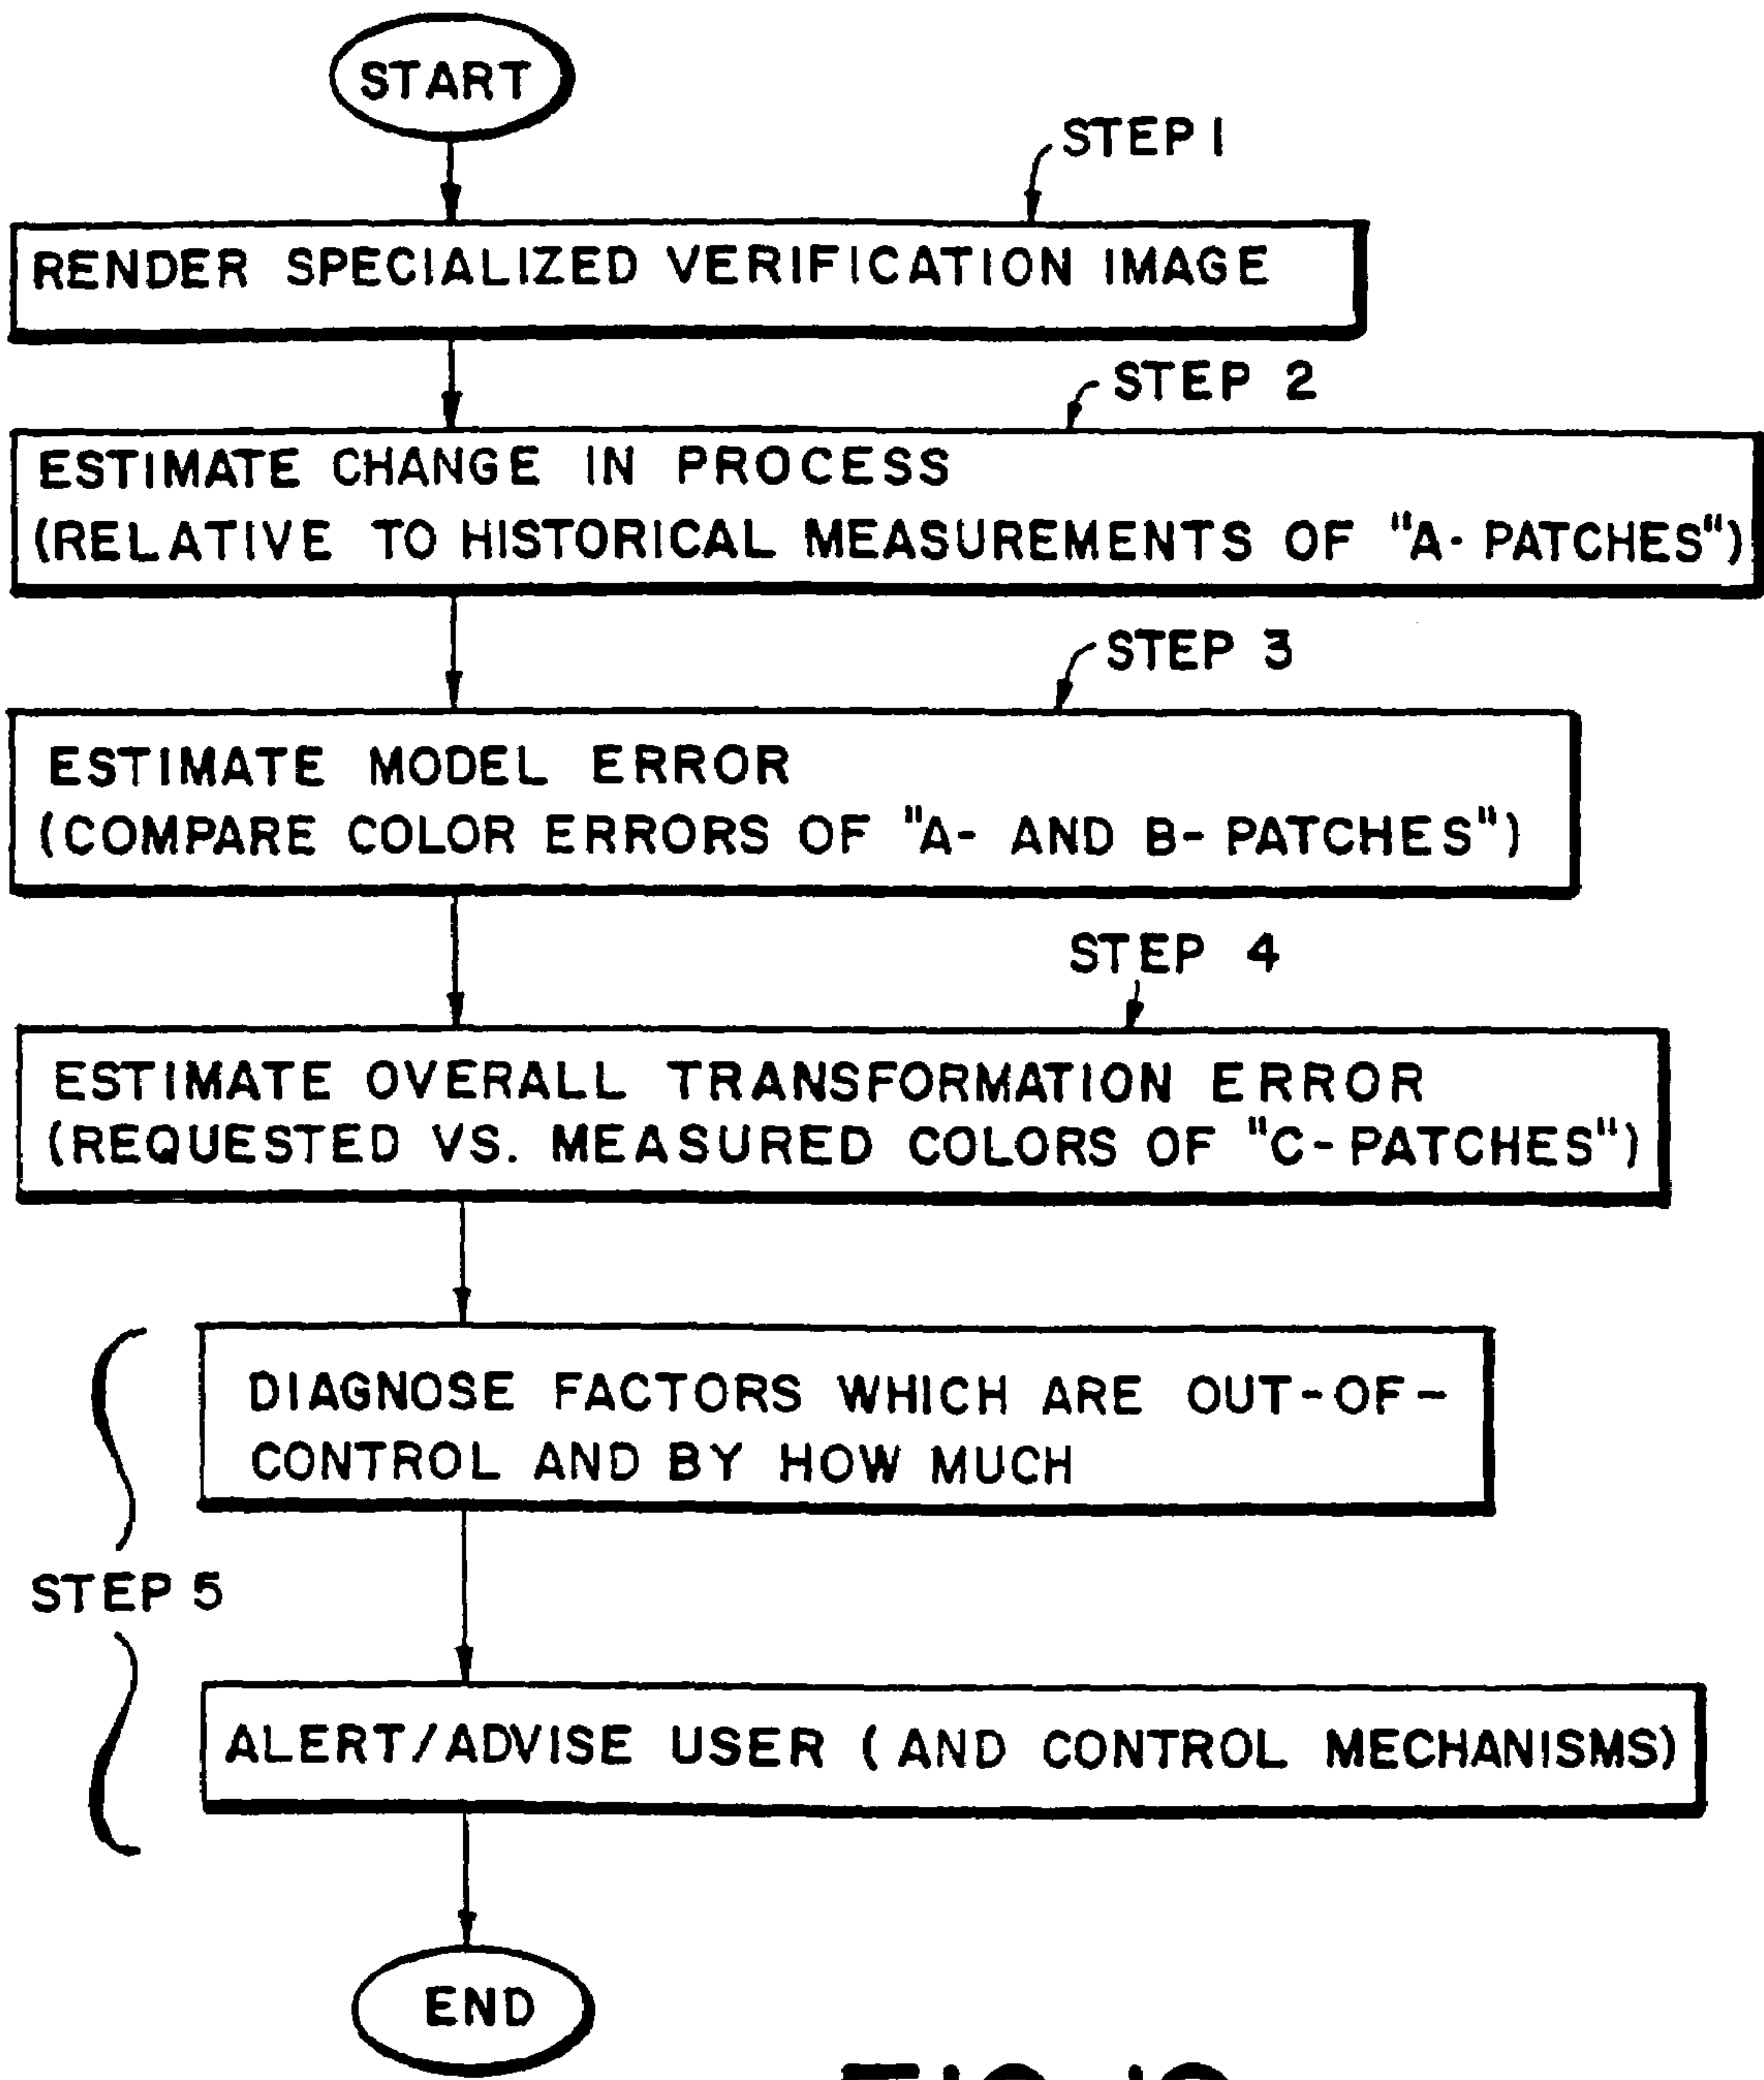 START
STEP 1
RENDER SPECIALIZED VERIFICATION IMAGE
STEP 2
ESTIMATE CHANGE IN PROCESS
(RELATIVE TO HISTORICAL MEASUREMENTS OF "A- PATCHES")
STEP 3
ESTIMATE MODEL ERROR
(COMPARE COLOR ERRORS OF "A- AND B- PATCHES")
STEP 4
ESTIMATE OVERALL TRANSFORMATION ERROR
(REQUESTED VS. MEASURED COLORS OF "C-PATCHES")
DIAGNOSE FACTORS WHICH ARE OUT-OF-
CONTROL AND BY HOW MUCH
STEP 5
ALERT/ADVISE USER (AND CONTROL MECHANISMS)
END